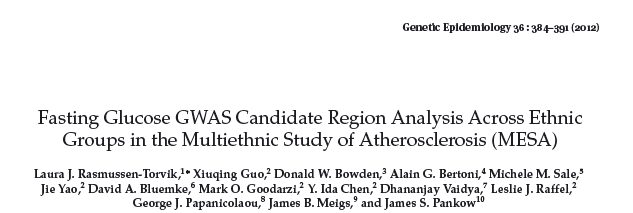 Genetic Epidemiology 36 : 384–391 (2012)
Fasting Glucose GWAS Candidate Region Analysis Across Ethnic
Groups in the Multiethnic Study of Atherosclerosis (MESA)
Laura J. Rasmussen-Torvik,¹* Xiuqing Guo,² Donald W. Bowden,³ Alain G. Bertoni,⁴ Michele M. Sale,⁵
Jie Yao,² David A. Bluemke,⁶ Mark O. Goodarzi,² Y. Ida Chen,² Dhananjay Vaidya,⁷ Leslie J. Raffel,²
George J. Papanicolaou,⁸ James B. Meigs,⁹ and James S. Pankow¹⁰